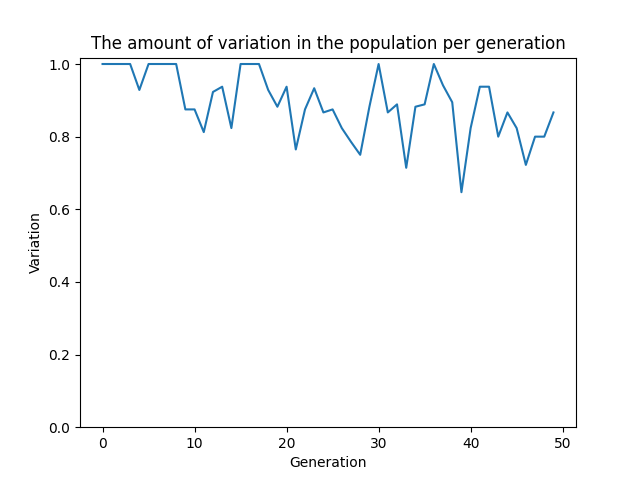 The amount of variation in the population per generation
1.0
0.8
0.6
0.4
0.2
0.0
Variation
0 10 20 30 40 50
Generation